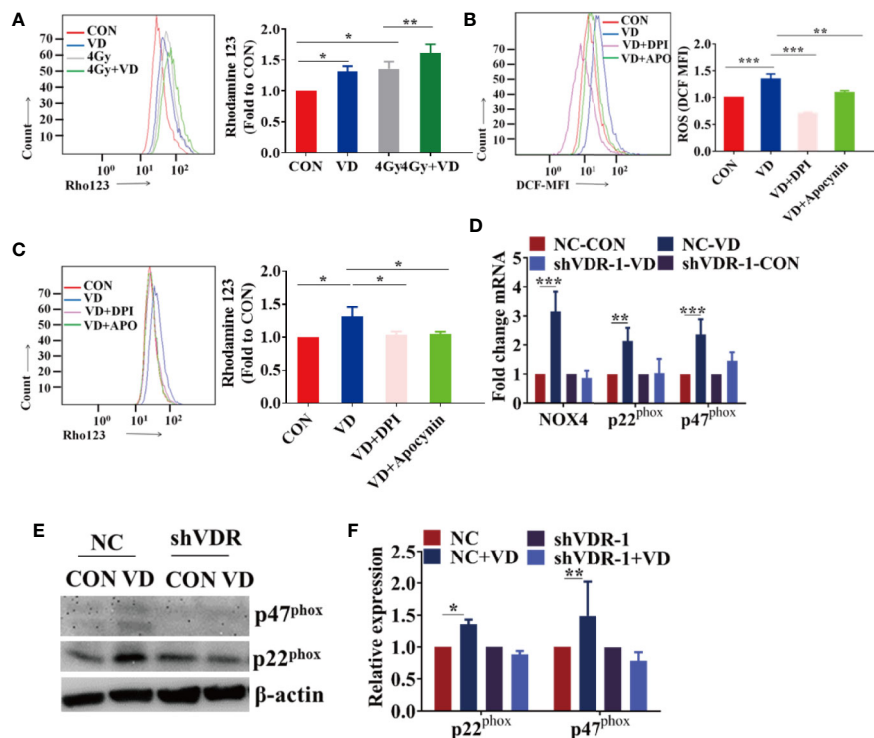 A
CON
VD
4Gy
4Gy+VD
Count
70
60
50
40
30
20
10
10⁰ 10¹ 10²
Rho123
Rhodamine 123
(Fold to CON)
2.0
1.5
1.0
0.5
0.0
* * * **
CON VD 4Gy 4Gy+VD
B
CON
VD
VD+DPI
VD+APO
Count
70
60
50
40
30
20
10
10⁰ 10¹ 10²
DCF-MFI
ROS (DCF MFI)
2.0
1.5
1.0
0.5
0.0
*** *** **
CON
VD
VD+DPI
VD+Apocynin
C
CON
VD
VD+DPI
VD+APO
Count
70
60
50
40
30
20
10
10⁰ 10¹ 10²
Rho123
Rhodamine 123
(Fold to CON)
2.0
1.5
1.0
0.5
0.0
* * *
CON
VD
VD+DPI
VD+Apocynin
D
NC-CON NC-VD
shVDR-1-VD shVDR-1-CON
Fold change mRNA
5
4
3
2
1
0
*** ** ***
NOX4 p22phox p47phox
E
NC shVDR
CON VD CON VD
p47phox
p22phox
β-actin
F
NC shVDR-1
NC+VD shVDR-1+VD
Relative expression
2.5
2.0
1.5
1.0
0.5
0.0
* **
p22phox p47phox